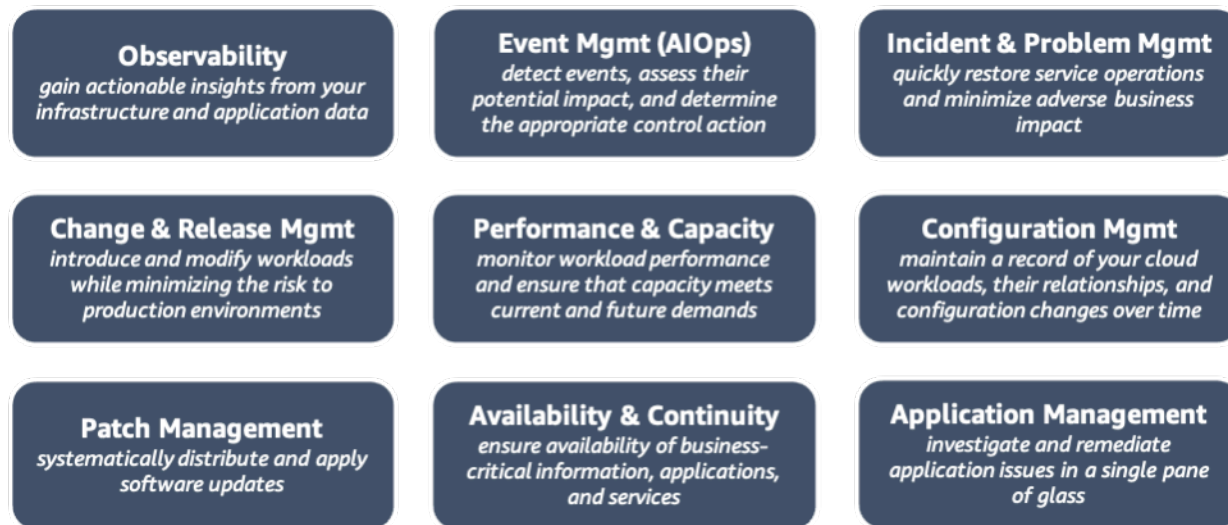 Observability
gain actionable insights from your
infrastructure and application data
Event Mgmt (AIOps)
detect events, assess their
potential impact, and determine
the appropriate control action
Incident & Problem Mgmt
quickly restore service operations
and minimize adverse business
impact
Change & Release Mgmt
introduce and modify workloads
while minimizing the risk to
production environments
Performance & Capacity
monitor workload performance
and ensure that capacity meets
current and future demands
Configuration Mgmt
maintain a record of your cloud
workloads, their relationships, and
configuration changes over time
Patch Management
systematically distribute and apply
software updates
Availability & Continuity
ensure availability of business-
critical information, applications,
and services
Application Management
investigate and remediate
application issues in a single pane
of glass